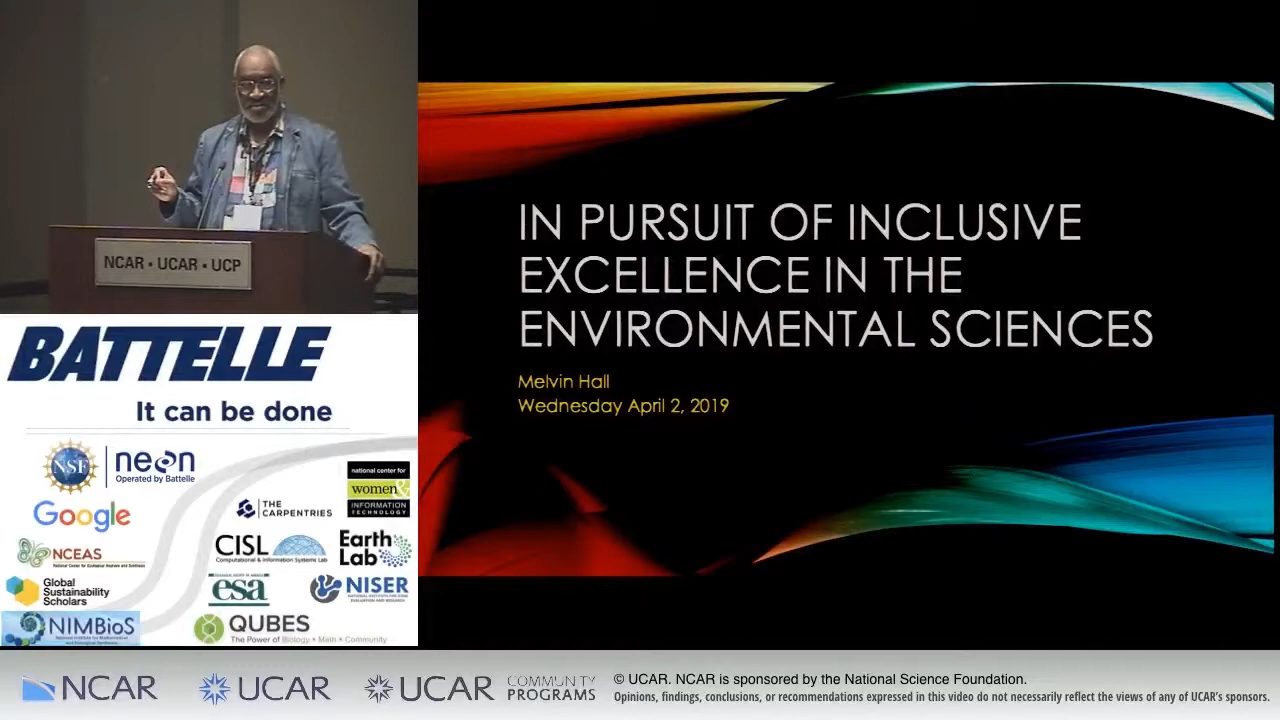 NCAR • UCAR • UCP
IN PURSUIT OF INCLUSIVE
EXCELLENCE IN THE
ENVIRONMENTAL SCIENCES
Melvin Hall
Wednesday April 2, 2019
BATTELLE
It can be done
NSF
neon
Operated by Battelle
national center for
women&
INFORMATION
TECHNOLOGY
Google
THE
CARPENTRIES
NCEAS
CISL
Computational & Information Systems Lab
Earth
Lab
Global
Sustainability
Scholars
esa
NISER
NIMBioS
QUBES
The Power of Biology • Math • Community
NCAR
UCAR
UCAR
COMMUNITY
PROGRAMS
© UCAR. NCAR is sponsored by the National Science Foundation.
Opinions, findings, conclusions, or recommendations expressed in this video do not necessarily reflect the views of any of UCAR's sponsors.